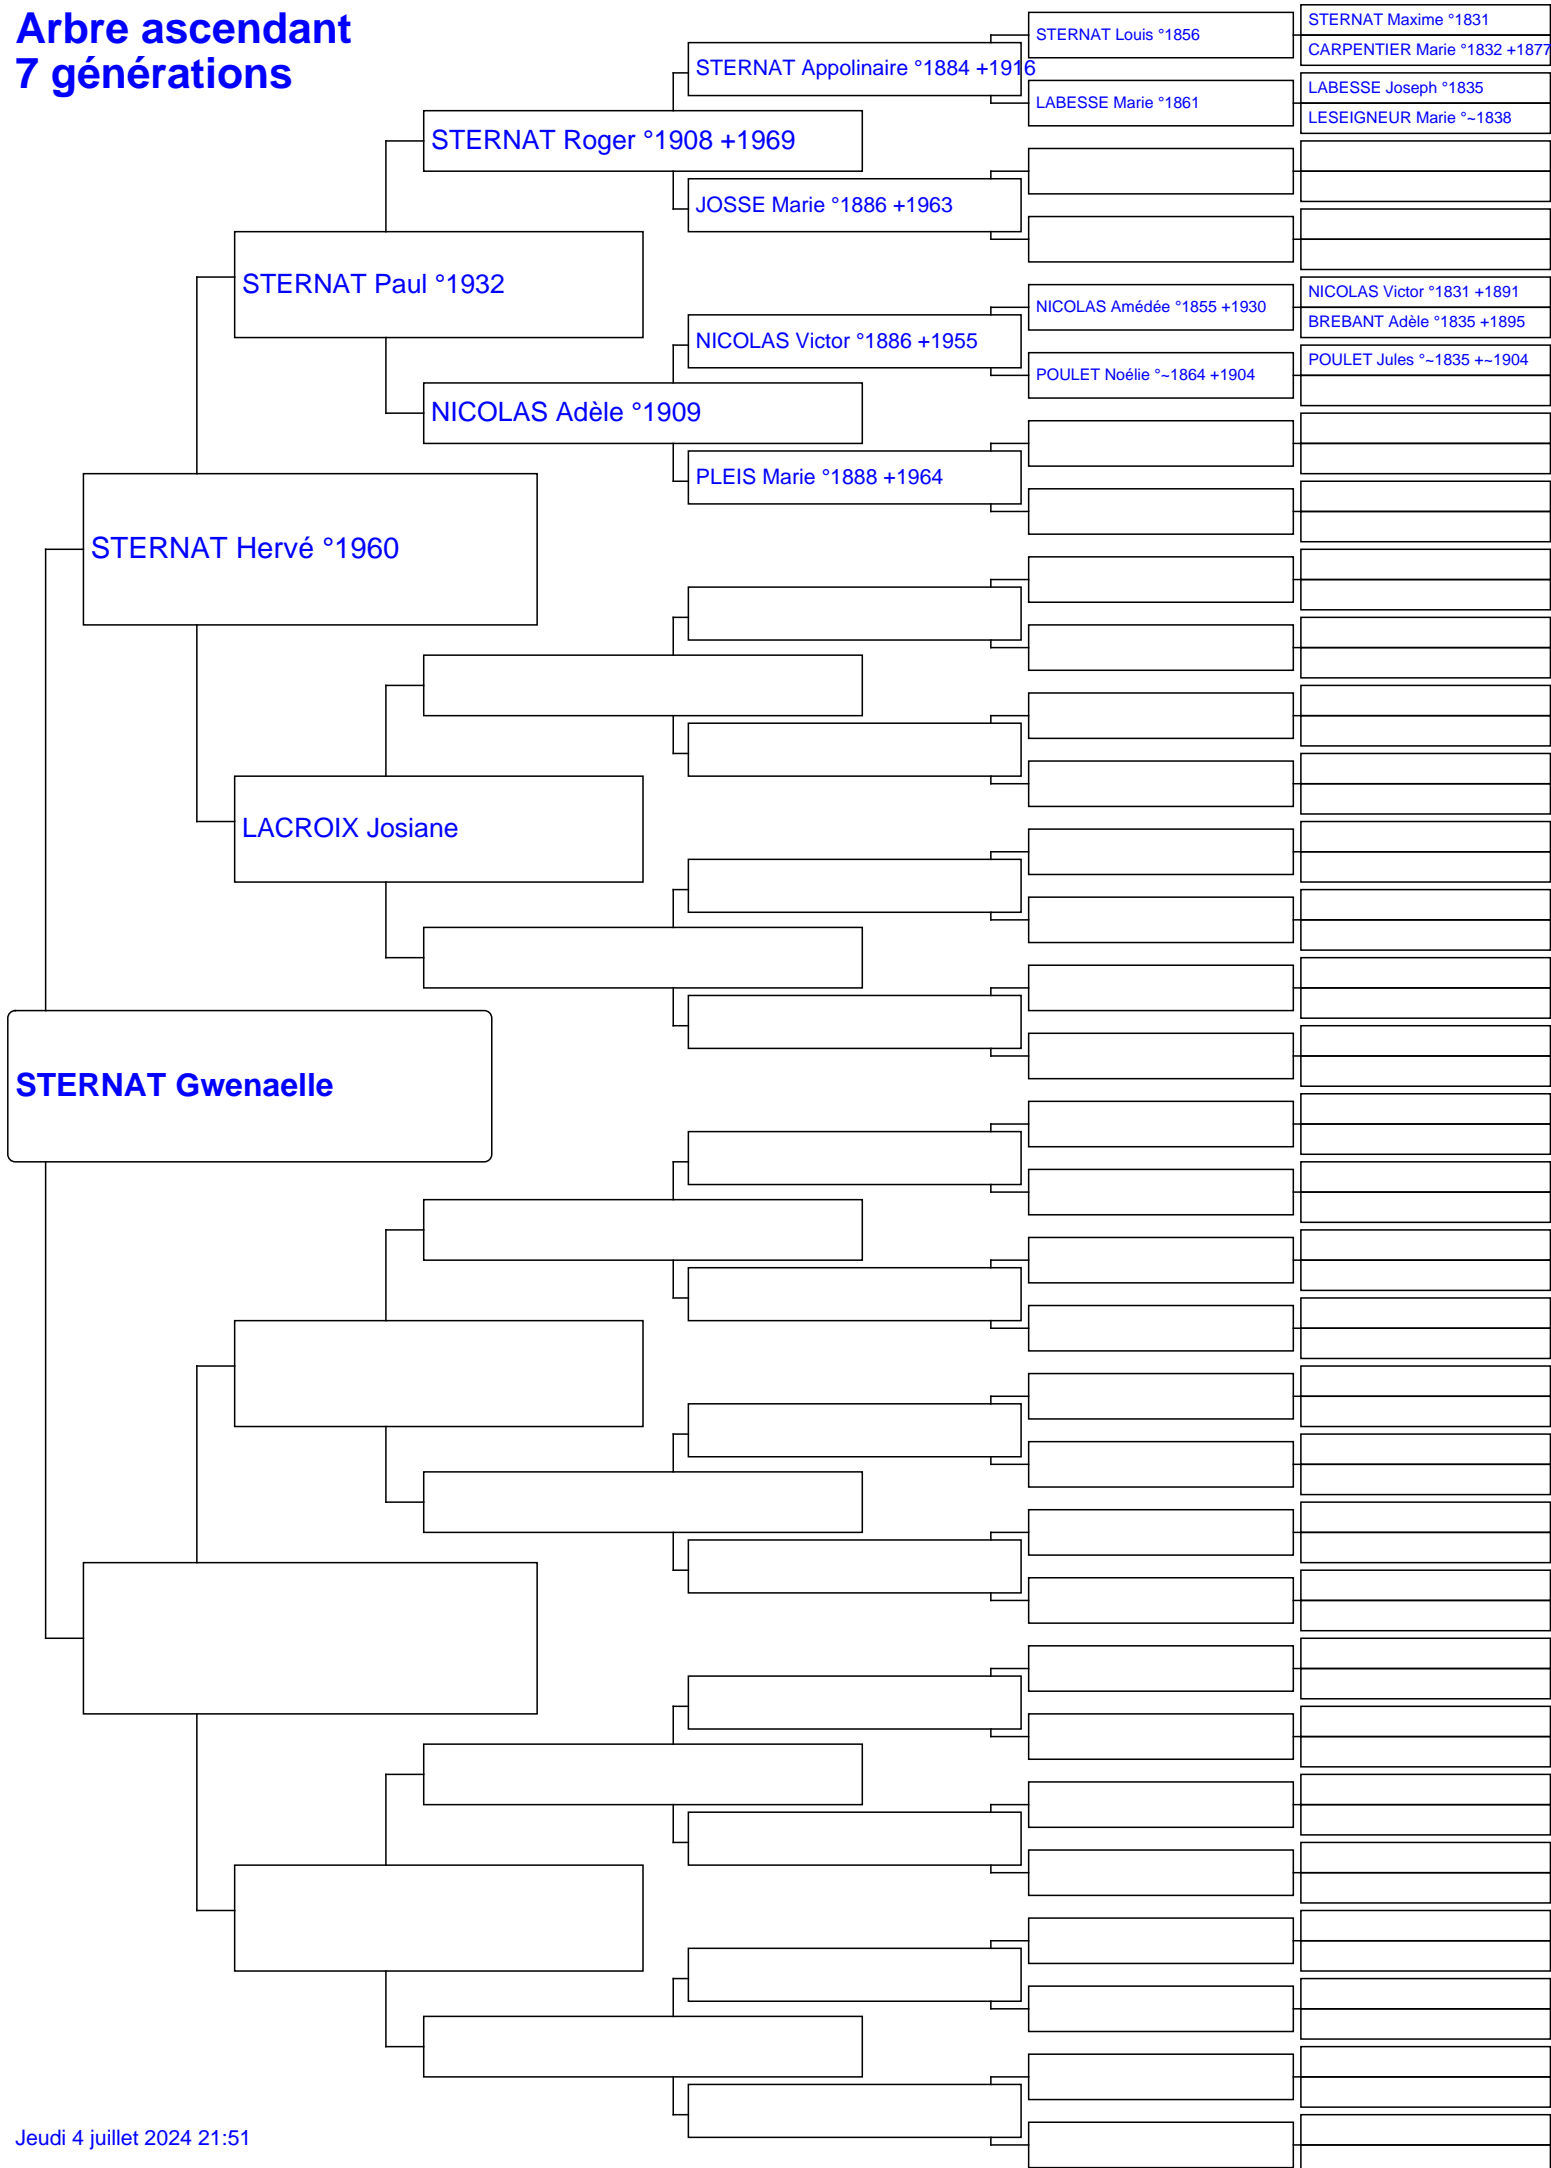 Arbre ascendant
7 générations
STERNAT Gwenaelle
STERNAT Hervé °1960
STERNAT Paul °1932
LACROIX Josiane
STERNAT Roger °1908 +1969
NICOLAS Adèle °1909
STERNAT Appolinaire °1884 +1916
JOSSE Marie °1886 +1963
NICOLAS Victor °1886 +1955
PLEIS Marie °1888 +1964
STERNAT Louis °1856
LABESSE Marie °1861
NICOLAS Amédée °1855 +1930
POULET Noélie °~1864 +1904
STERNAT Maxime °1831
CARPENTIER Marie °1832 +1877
LABESSE Joseph °1835
LESEIGNEUR Marie °~1838
NICOLAS Victor °1831 +1891
BREBANT Adèle °1835 +1895
POULET Jules °~1835 +~1904
Jeudi 4 juillet 2024 21:51